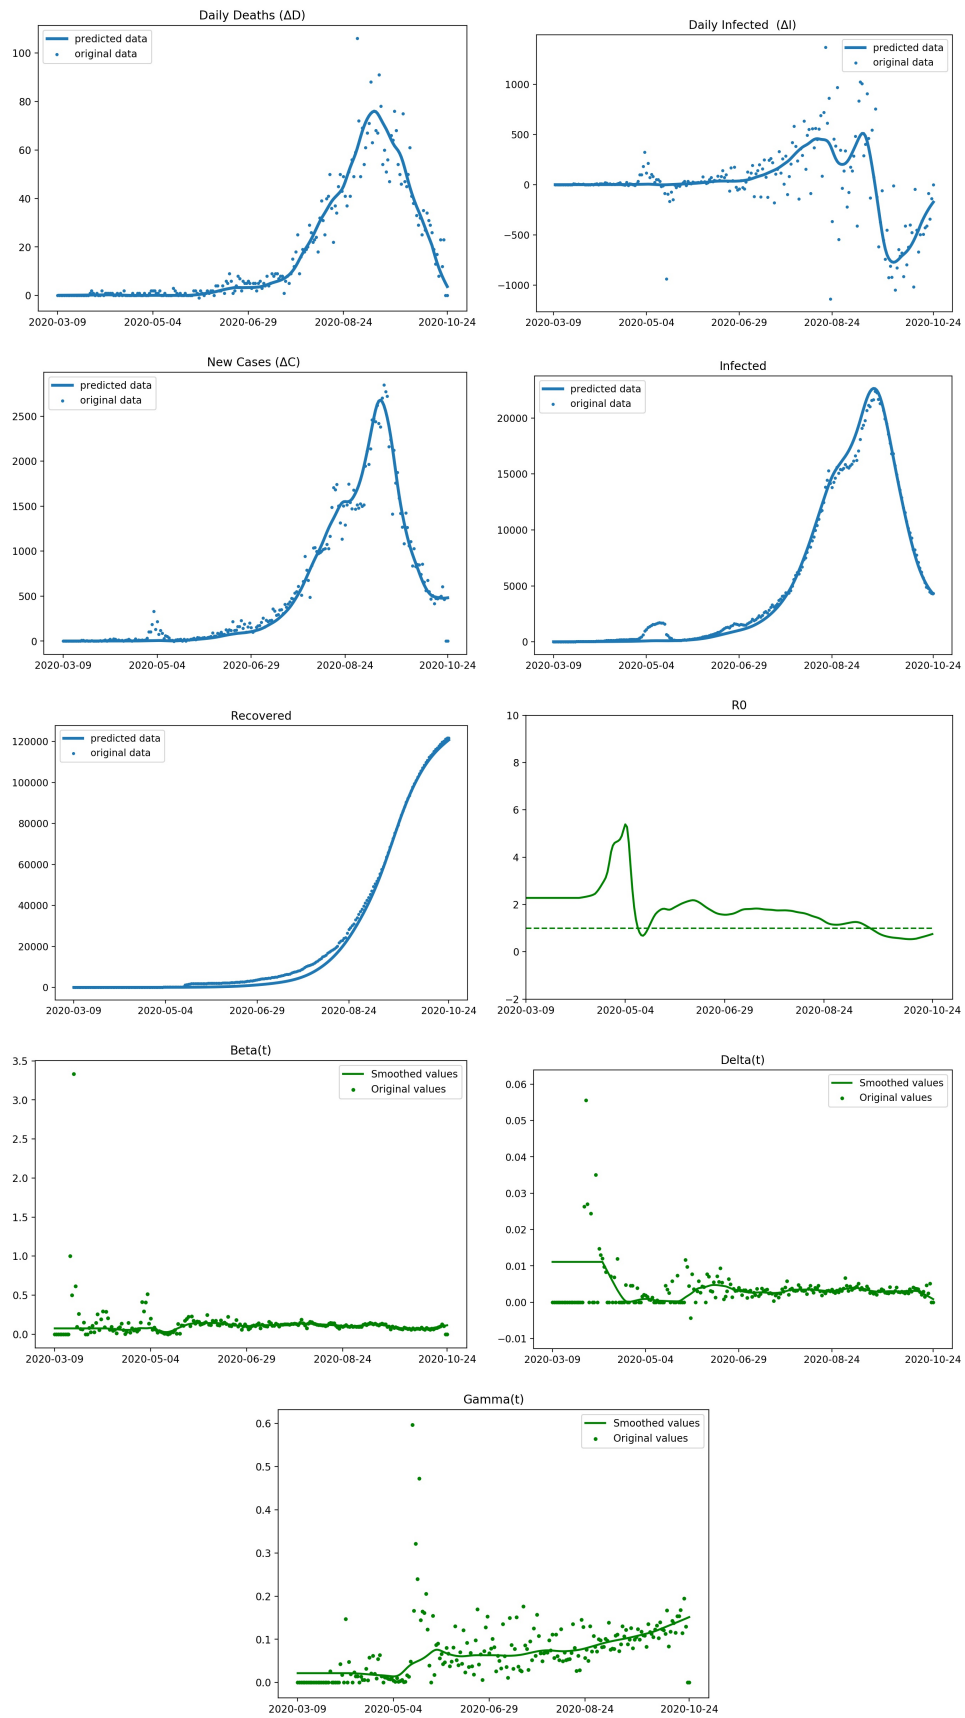 Daily Deaths (ΔD)
predicted data
original data
100
80
60
40
20
0
2020-03-09 2020-05-04 2020-06-29 2020-08-24 2020-10-24
Daily Infected (ΔI)
predicted data
original data
1000
500
0
−500
−1000
2020-03-09 2020-05-04 2020-06-29 2020-08-24 2020-10-24
New Cases (ΔC)
predicted data
original data
2500
2000
1500
1000
500
0
2020-03-09 2020-05-04 2020-06-29 2020-08-24 2020-10-24
Infected
predicted data
original data
20000
15000
10000
5000
0
2020-03-09 2020-05-04 2020-06-29 2020-08-24 2020-10-24
Recovered
predicted data
original data
120000
100000
80000
60000
40000
20000
0
2020-03-09 2020-05-04 2020-06-29 2020-08-24 2020-10-24
R0
10
8
6
4
2
0
−2
2020-03-09 2020-05-04 2020-06-29 2020-08-24 2020-10-24
Beta(t)
Smoothed values
Original values
3.5
3.0
2.5
2.0
1.5
1.0
0.5
0.0
2020-03-09 2020-05-04 2020-06-29 2020-08-24 2020-10-24
Delta(t)
Smoothed values
Original values
0.06
0.05
0.04
0.03
0.02
0.01
0.00
−0.01
2020-03-09 2020-05-04 2020-06-29 2020-08-24 2020-10-24
Gamma(t)
Smoothed values
Original values
0.6
0.5
0.4
0.3
0.2
0.1
0.0
2020-03-09 2020-05-04 2020-06-29 2020-08-24 2020-10-24